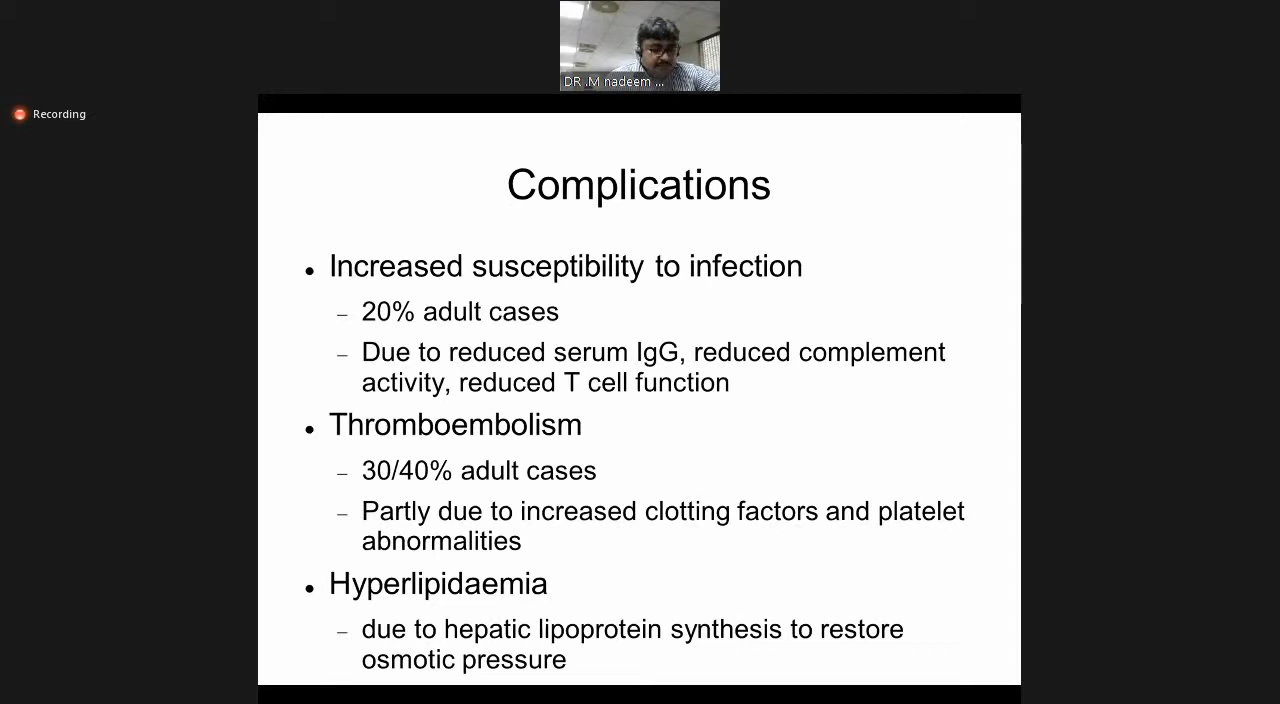 DR .M nadeem ...
Recording
Complications
• Increased susceptibility to infection
– 20% adult cases
– Due to reduced serum IgG, reduced complement
activity, reduced T cell function
• Thromboembolism
– 30/40% adult cases
– Partly due to increased clotting factors and platelet
abnormalities
• Hyperlipidaemia
– due to hepatic lipoprotein synthesis to restore
osmotic pressure